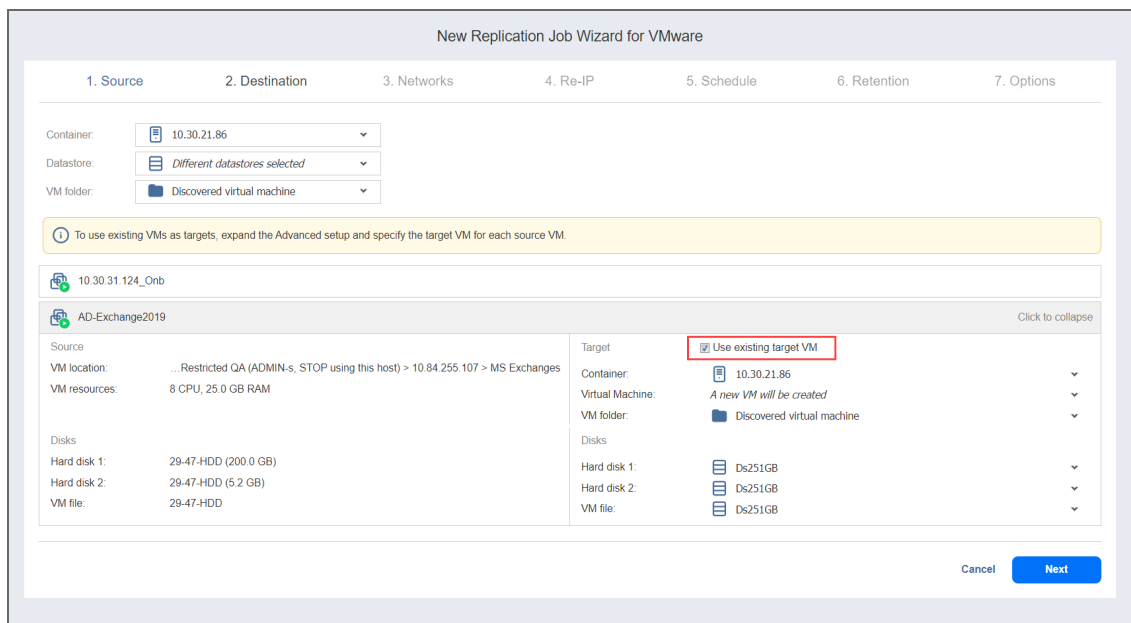 New Replication Job Wizard for VMware
1. Source 2. Destination 3. Networks 4. Re-IP 5. Schedule 6. Retention 7. Options
Container: 10.30.21.86
Datastore: Different datastores selected
VM folder: Discovered virtual machine
To use existing VMs as targets, expand the Advanced setup and specify the target VM for each source VM.
10.30.31.124_Onb
AD-Exchange2019 Click to collapse
Source
VM location: ...Restricted QA (ADMIN-s, STOP using this host) > 10.84.255.107 > MS Exchanges
VM resources: 8 CPU, 25.0 GB RAM
Disks
Hard disk 1: 29-47-HDD (200.0 GB)
Hard disk 2: 29-47-HDD (5.2 GB)
VM file: 29-47-HDD
Target Use existing target VM
Container: 10.30.21.86
Virtual Machine: A new VM will be created
VM folder: Discovered virtual machine
Disks
Hard disk 1: Ds251GB
Hard disk 2: Ds251GB
VM file: Ds251GB
Cancel Next